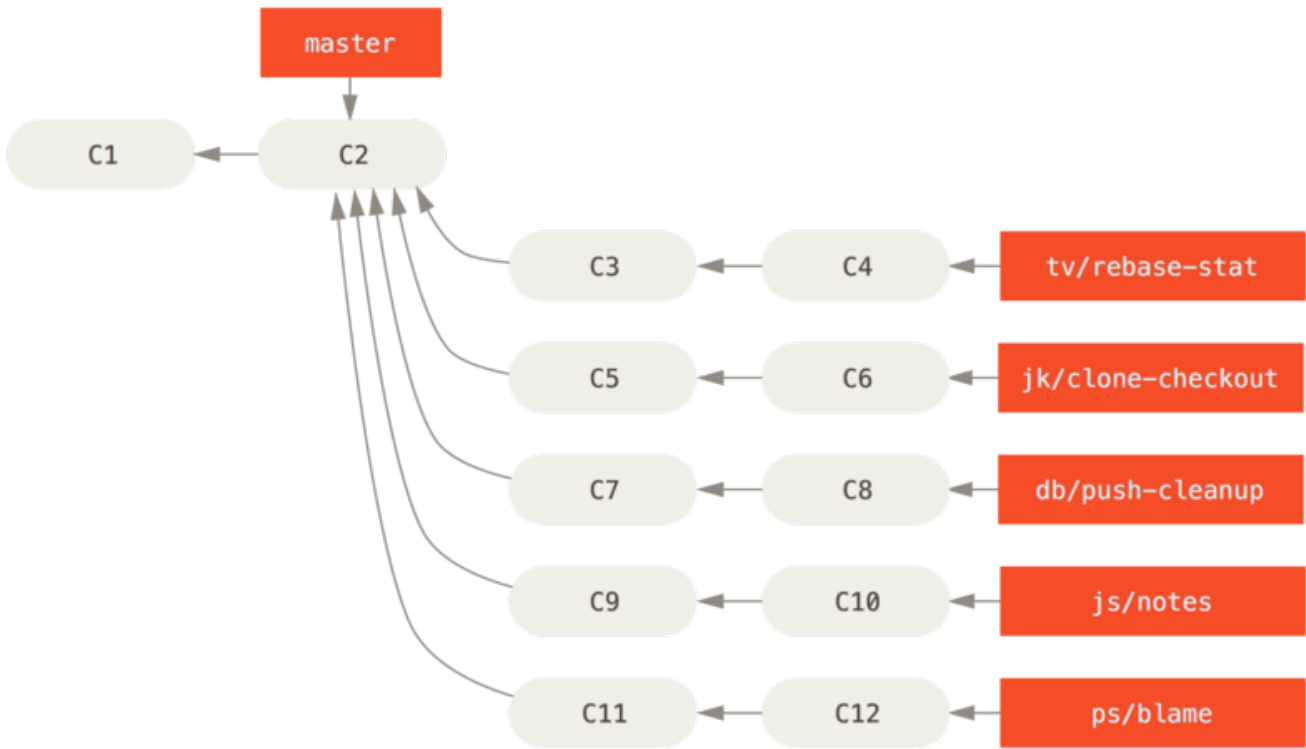 master
C1 C2
C3 C4 tv/rebase-stat
C5 C6 jk/clone-checkout
C7 C8 db/push-cleanup
C9 C10 js/notes
C11 C12 ps/blame